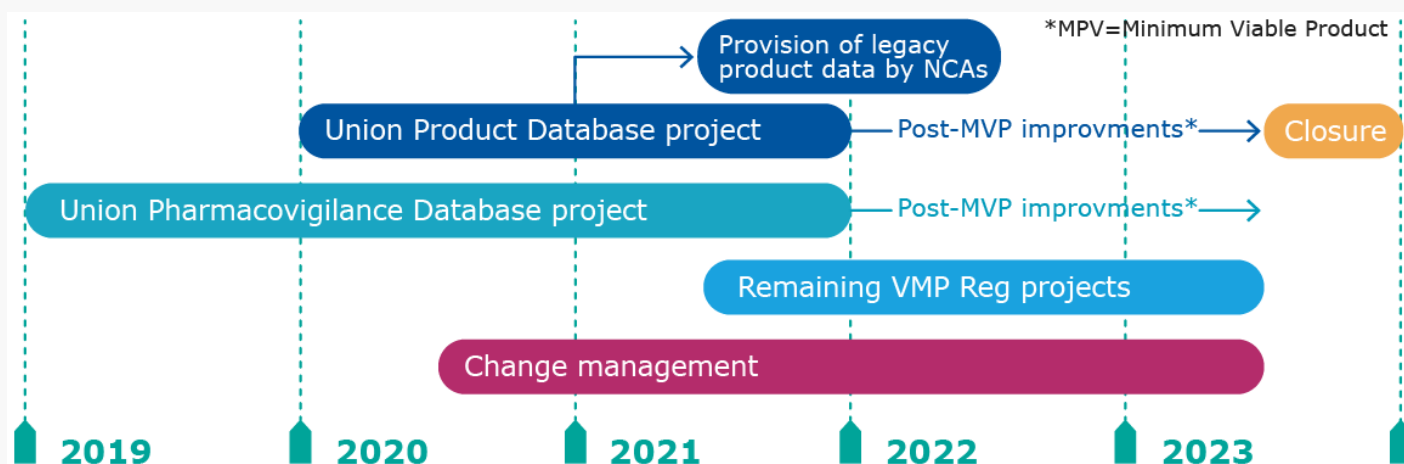 *MPV=Minimum Viable Product
Provision of legacy
product data by NCAs
Union Product Database project
Post-MVP improvments*
Closure
Union Pharmacovigilance Database project
Post-MVP improvments*
Remaining VMP Reg projects
Change management
2019
2020
2021
2022
2023